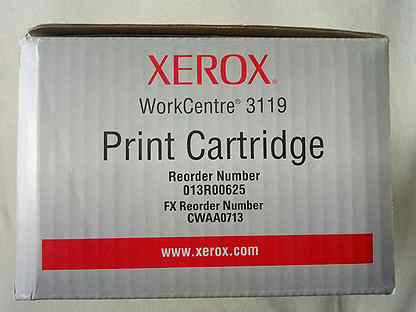 XEROX®
WorkCentre® 3119
Print Cartridge
Reorder Number
013R00625
FX Reorder Number
CWAA0713
www.xerox.com